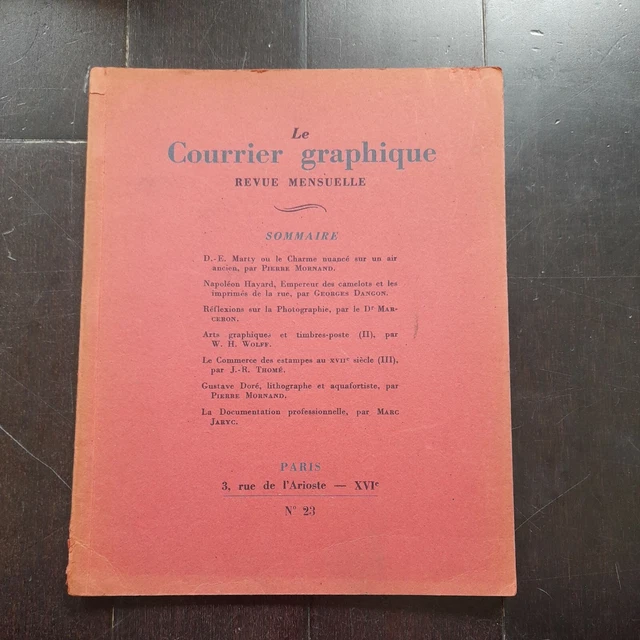 Le
Courrier graphique
REVUE MENSUELLE
SOMMAIRE
D.-E. Marty ou le Charme nuancé sur un air
ancien, par PIERRE MORNAND.
Napoléon Hayard, Empereur des camelots et les
imprimés de la rue, par GEORGES DANGON.
Réflexions sur la Photographie, par le Dr MAR-
CERON.
Arts graphiques et timbres-poste (II), par
W. H. WOLFF.
Le Commerce des estampes au XVIIe siècle (III),
par J.-R. THOMÉ.
Gustave Doré, lithographe et aquafortiste, par
PIERRE MORNAND.
La Documentation professionnelle, par MARC
JARYC.
PARIS
3, rue de l'Arioste — XVIe
N° 23